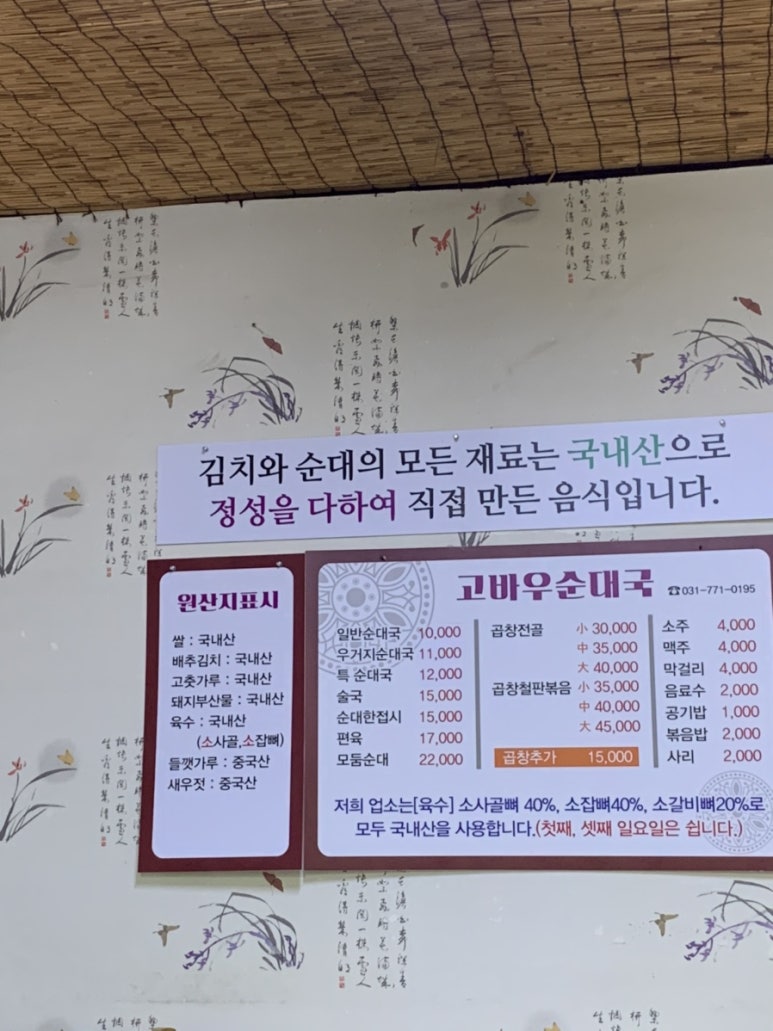 김치와 순대의 모든 재료는 국내산으로
정성을 다하여 직접 만든 음식입니다.
원산지표시
쌀 : 국내산
배추김치 : 국내산
고춧가루 : 국내산
돼지부산물 : 국내산
육수 : 국내산
(소사골,소잡뼈)
들깻가루 : 중국산
새우젓 : 중국산
고바우순대국 ☎031-771-0195
일반순대국 10,000
우거지순대국 11,000
특 순대국 12,000
술국 15,000
순대한접시 15,000
편육 17,000
모둠순대 22,000
곱창전골 小 30,000
中 35,000
大 40,000
곱창철판볶음 小 35,000
中 40,000
大 45,000
곱창추가 15,000
소주 4,000
맥주 4,000
막걸리 4,000
음료수 2,000
공기밥 1,000
볶음밥 2,000
사리 2,000
저희 업소는[육수] 소사골뼈 40%, 소잡뼈40%, 소갈비뼈20%로
모두 국내산을 사용합니다.(첫째, 셋째 일요일은 쉽니다.)